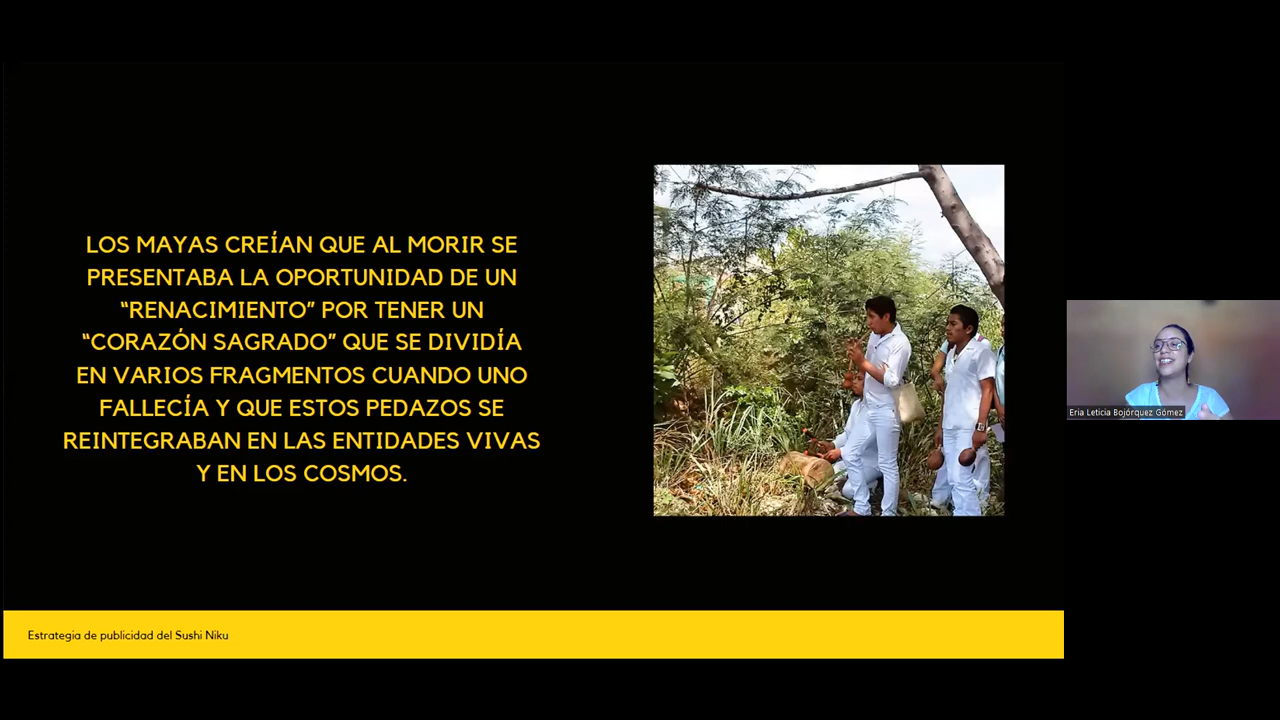 LOS MAYAS CREÍAN QUE AL MORIR SE
PRESENTABA LA OPORTUNIDAD DE UN
“RENACIMIENTO” POR TENER UN
“CORAZÓN SAGRADO” QUE SE DIVIDÍA
EN VARIOS FRAGMENTOS CUANDO UNO
FALLECÍA Y QUE ESTOS PEDAZOS SE
REINTEGRABAN EN LAS ENTIDADES VIVAS
Y EN LOS COSMOS.
Estrategia de publicidad del Sushi Niku
Eria Leticia Bojórquez Gómez